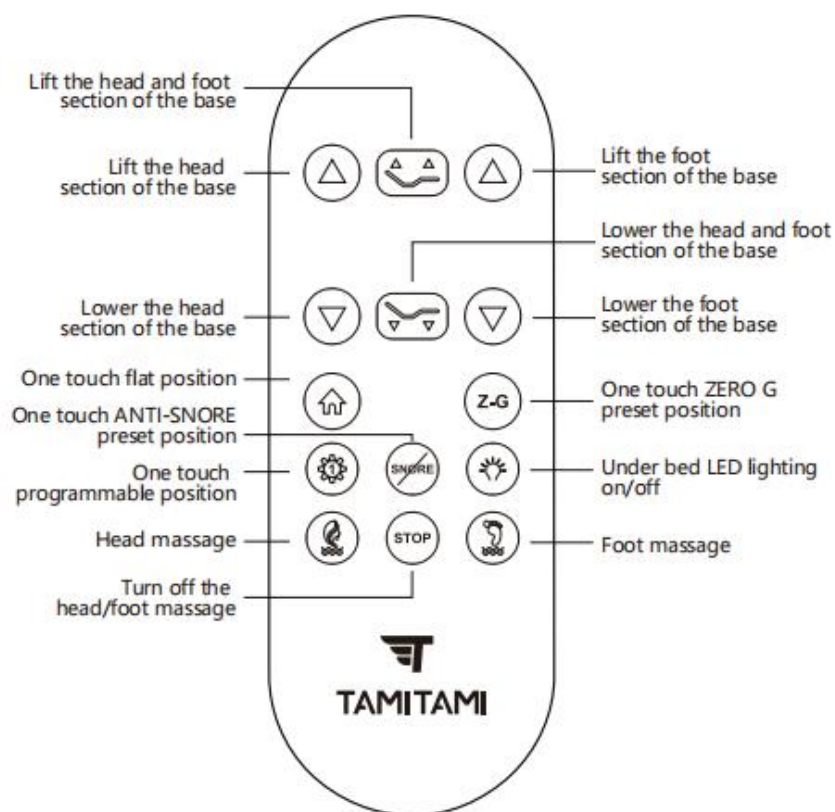 Lift the head and foot
section of the base
Lift the head
section of the base
Lift the foot
section of the base
Lower the head and foot
section of the base
Lower the head
section of the base
Lower the foot
section of the base
One touch flat position
Z-G
One touch ZERO G
preset position
One touch ANTI-SNORE
preset position
One touch
programmable position
1
SNORE
Under bed LED lighting
on/off
Head massage
STOP
Foot massage
Turn off the
head/foot massage
T
TAMITAMI